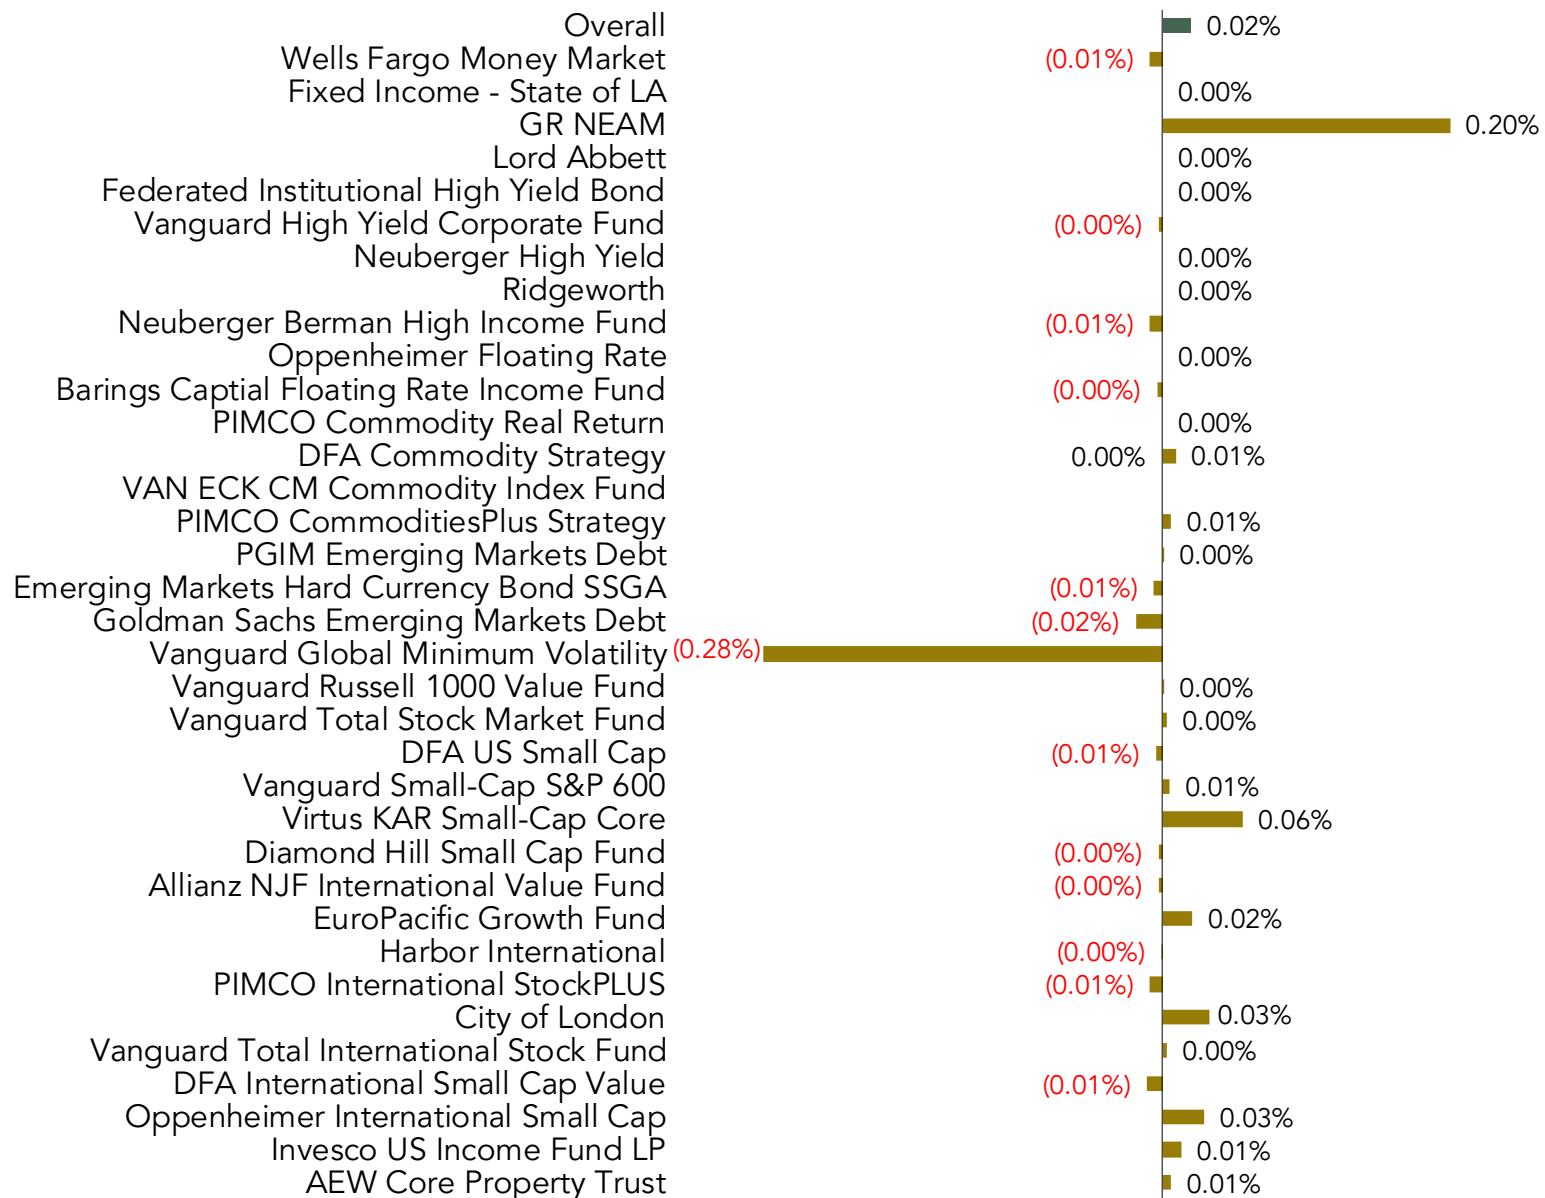 Overall 0.02%
Wells Fargo Money Market (0.01%)
Fixed Income - State of LA 0.00%
GR NEAM 0.20%
Lord Abbett 0.00%
Federated Institutional High Yield Bond 0.00%
Vanguard High Yield Corporate Fund (0.00%)
Neuberger High Yield 0.00%
Ridgeworth 0.00%
Neuberger Berman High Income Fund (0.01%)
Oppenheimer Floating Rate 0.00%
Barings Captial Floating Rate Income Fund (0.00%)
PIMCO Commodity Real Return 0.00%
DFA Commodity Strategy 0.00% 0.01%
VAN ECK CM Commodity Index Fund
PIMCO CommoditiesPlus Strategy 0.01%
PGIM Emerging Markets Debt 0.00%
Emerging Markets Hard Currency Bond SSGA (0.01%)
Goldman Sachs Emerging Markets Debt (0.02%)
Vanguard Global Minimum Volatility (0.28%)
Vanguard Russell 1000 Value Fund 0.00%
Vanguard Total Stock Market Fund 0.00%
DFA US Small Cap (0.01%)
Vanguard Small-Cap S&P 600 0.01%
Virtus KAR Small-Cap Core 0.06%
Diamond Hill Small Cap Fund (0.00%)
Allianz NJF International Value Fund (0.00%)
EuroPacific Growth Fund 0.02%
Harbor International (0.00%)
PIMCO International StockPLUS (0.01%)
City of London 0.03%
Vanguard Total International Stock Fund 0.00%
DFA International Small Cap Value (0.01%)
Oppenheimer International Small Cap 0.03%
Invesco US Income Fund LP 0.01%
AEW Core Property Trust 0.01%